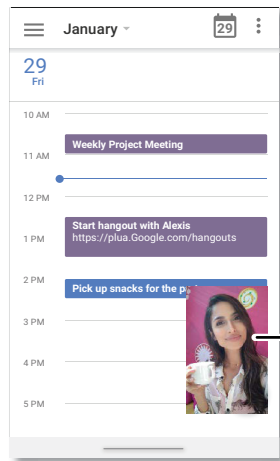 January
29
29
Fri
10 AM
Weekly Project Meeting
11 AM
12 PM
Start hangout with Alexis
https://plua.Google.com/hangouts
1 PM
2 PM
Pick up snacks for the
3 PM
4 PM
5 PM